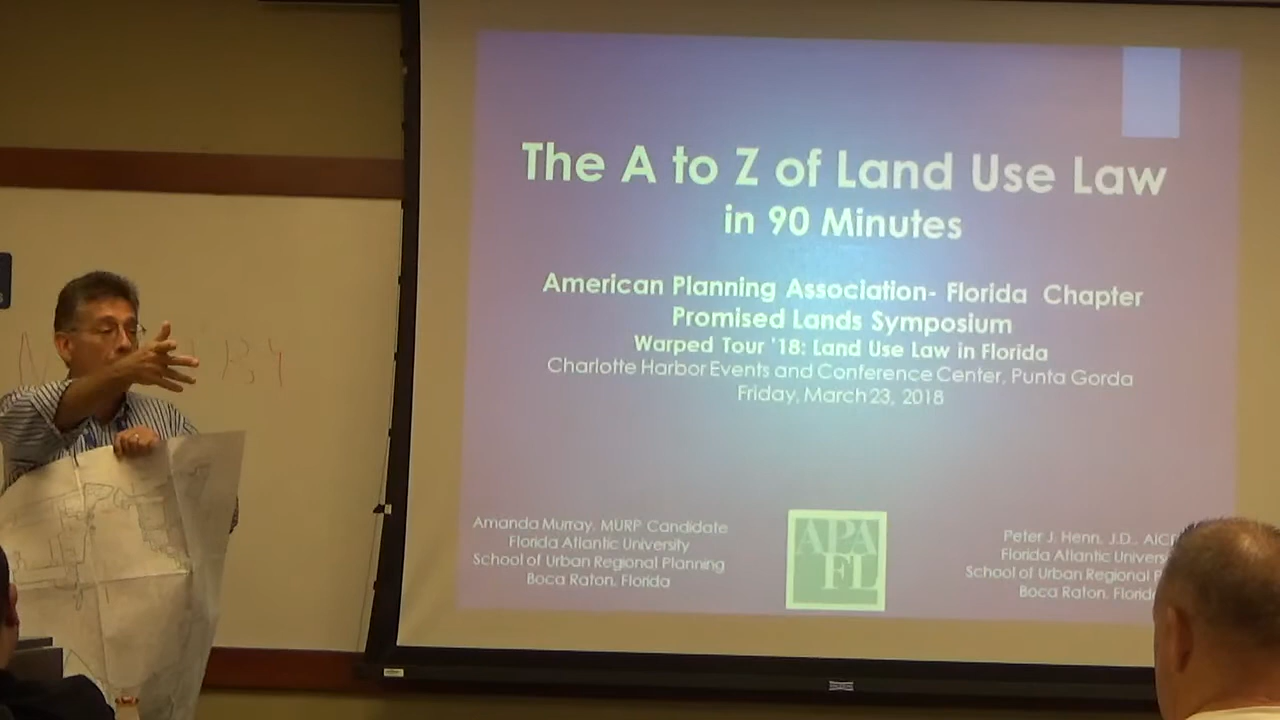 The A to Z of Land Use Law
in 90 Minutes
American Planning Association- Florida Chapter
Promised Lands Symposium
Warped Tour '18: Land Use Law in Florida
Charlotte Harbor Events and Conference Center, Punta Gorda
Friday, March 23, 2018
Amanda Murray, MURP Candidate
Florida Atlantic University
School of Urban Regional Planning
Boca Raton, Florida
APA
FL
Peter J. Henn, J.D., AICP
Florida Atlantic Univers
School of Urban Regional P
Boca Raton, Florid